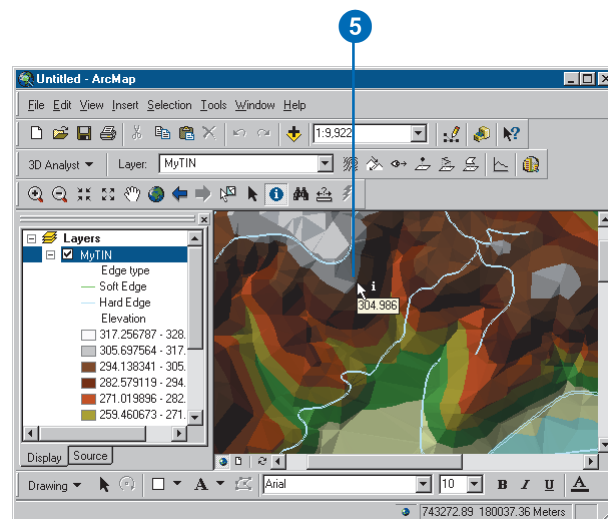 5
Untitled - ArcMap
File Edit View Insert Selection Tools Window Help
1:9,922
3D Analyst Layer: MyTIN
Layers
MyTIN
Edge type
Soft Edge
Hard Edge
Elevation
317.256787 - 328.
305.697564 - 317.
294.138341 - 305.
282.579119 - 294.
271.019896 - 282.
259.460673 - 271.
304.986
Display Source
Drawing A Arial 10 B I U A
743272.89 180037.36 Meters